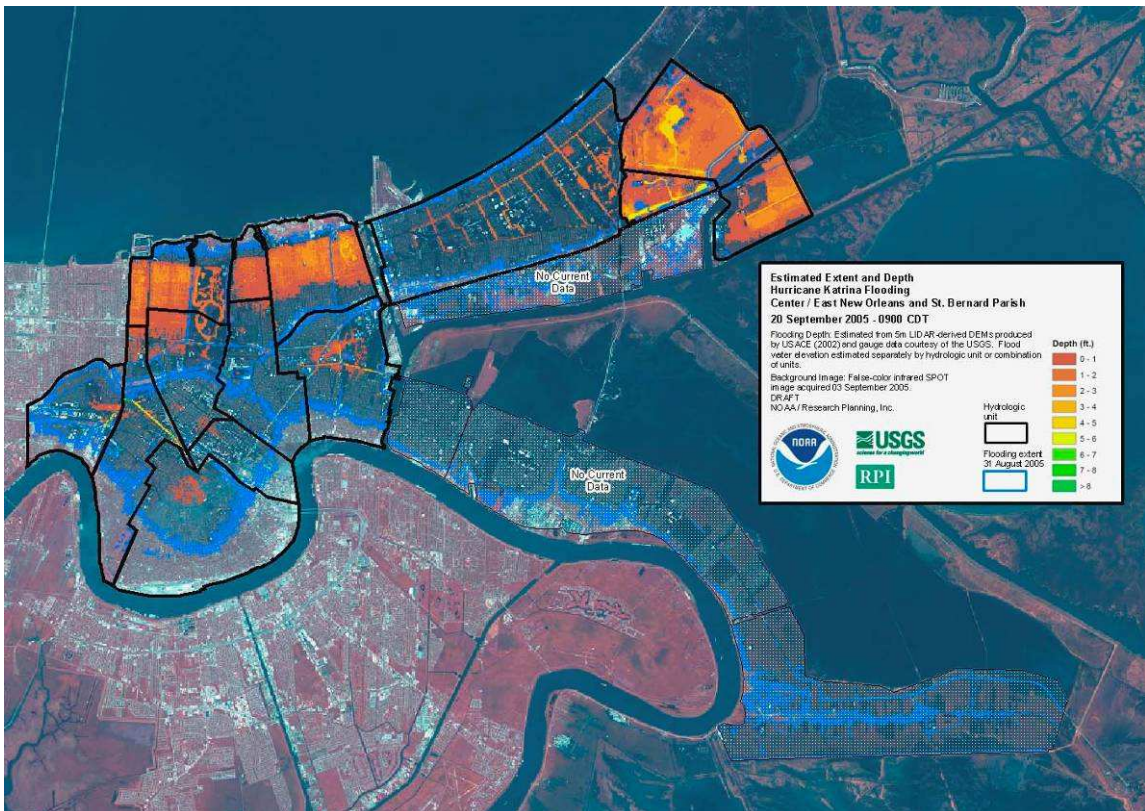 No Current
Data
No Current
Data
Estimated Extent and Depth
Hurricane Katrina Flooding
Center / East New Orleans and St. Bernard Parish
20 September 2005 - 0900 CDT
Flooding Depth: Estimated from 5m LIDAR-derived DEMs produced
by USACE (2002) and gauge data courtesy of the USGS. Flood
water elevation estimated separately by hydrologic unit or combination
of units.
Background Image: False-color infrared SPOT
image acquired 03 September 2005.
DRAFT
NOAA / Research Planning, Inc.
NOAA
USGS
science for a changing world
RPI
Hydrologic
unit
Flooding extent
31 August 2005
Depth (ft.)
0 - 1
1 - 2
2 - 3
3 - 4
4 - 5
5 - 6
6 - 7
7 - 8
> 8